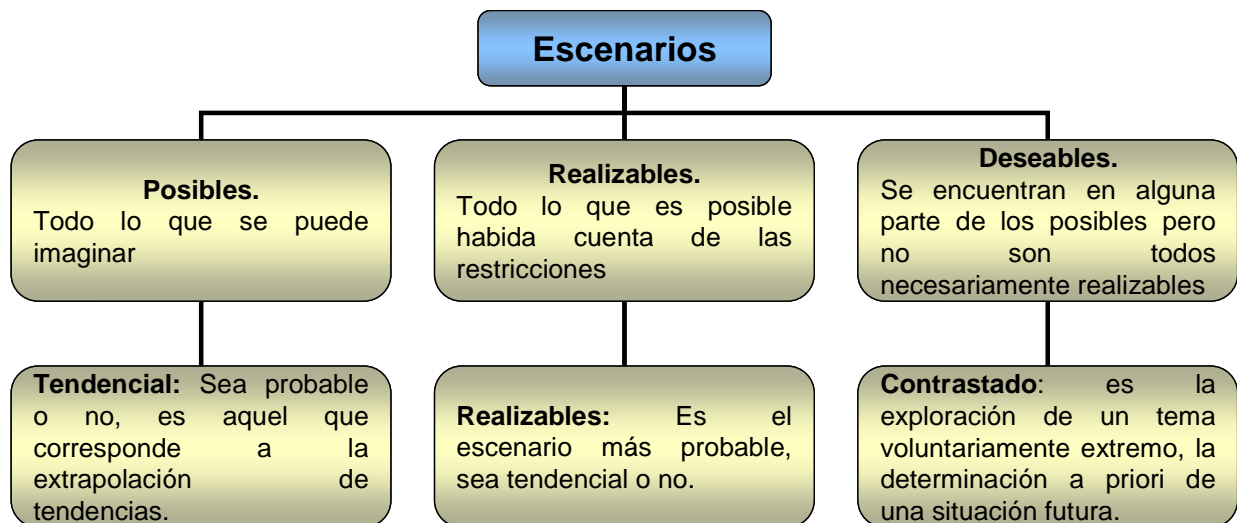 Escenarios
Posibles.
Todo lo que se puede
imaginar
Realizables.
Todo lo que es posible
habida cuenta de las
restricciones
Deseables.
Se encuentran en alguna
parte de los posibles pero
no son todos
necesariamente realizables
Tendencial: Sea probable
o no, es aquel que
corresponde a la
extrapolación de
tendencias.
Realizables: Es el
escenario más probable,
sea tendencial o no.
Contrastado: es la
exploración de un tema
voluntariamente extremo, la
determinación a priori de
una situación futura.